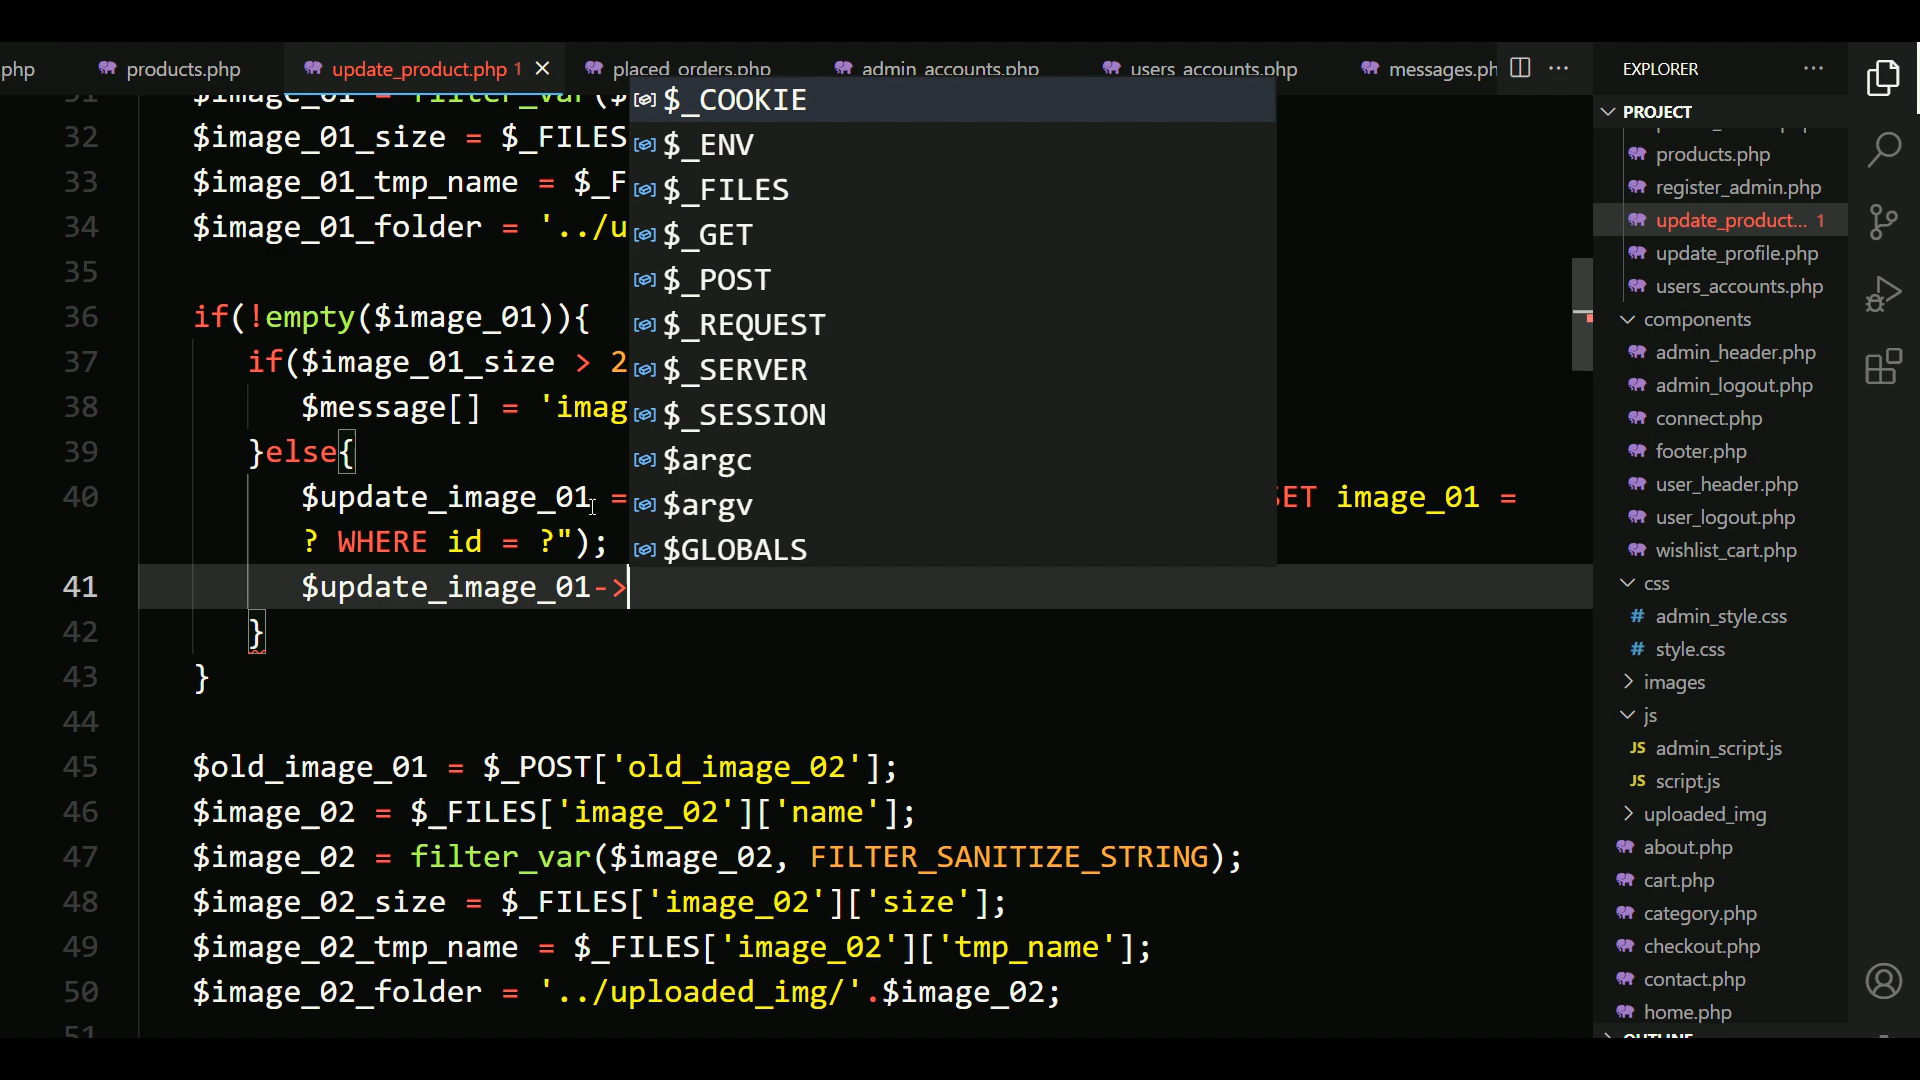 php
products.php
update_product.php 1
placed_orders.php
admin_accounts.php
users_accounts.php
messages.ph
EXPLORER
PROJECT
32 $image_01_size = $_FILES
33 $image_01_tmp_name = $_F
34 $image_01_folder = '../u
35
36 if(!empty($image_01)){
37 if($image_01_size > 2
38 $message[] = 'imag
39 }else{
40 $update_image_01 = SET image_01 =
? WHERE id = ?");
41 $update_image_01->
42 }
43 }
44
45 $old_image_01 = $_POST['old_image_02'];
46 $image_02 = $_FILES['image_02']['name'];
47 $image_02 = filter_var($image_02, FILTER_SANITIZE_STRING);
48 $image_02_size = $_FILES['image_02']['size'];
49 $image_02_tmp_name = $_FILES['image_02']['tmp_name'];
50 $image_02_folder = '../uploaded_img/'.$image_02;
51
$_COOKIE
$_ENV
$_FILES
$_GET
$_POST
$_REQUEST
$_SERVER
$_SESSION
$argc
$argv
$GLOBALS
products.php
register_admin.php
update_product... 1
update_profile.php
users_accounts.php
components
admin_header.php
admin_logout.php
connect.php
footer.php
user_header.php
user_logout.php
wishlist_cart.php
css
# admin_style.css
# style.css
images
js
JS admin_script.js
JS script.js
uploaded_img
about.php
cart.php
category.php
checkout.php
contact.php
home.php
OUTLINE